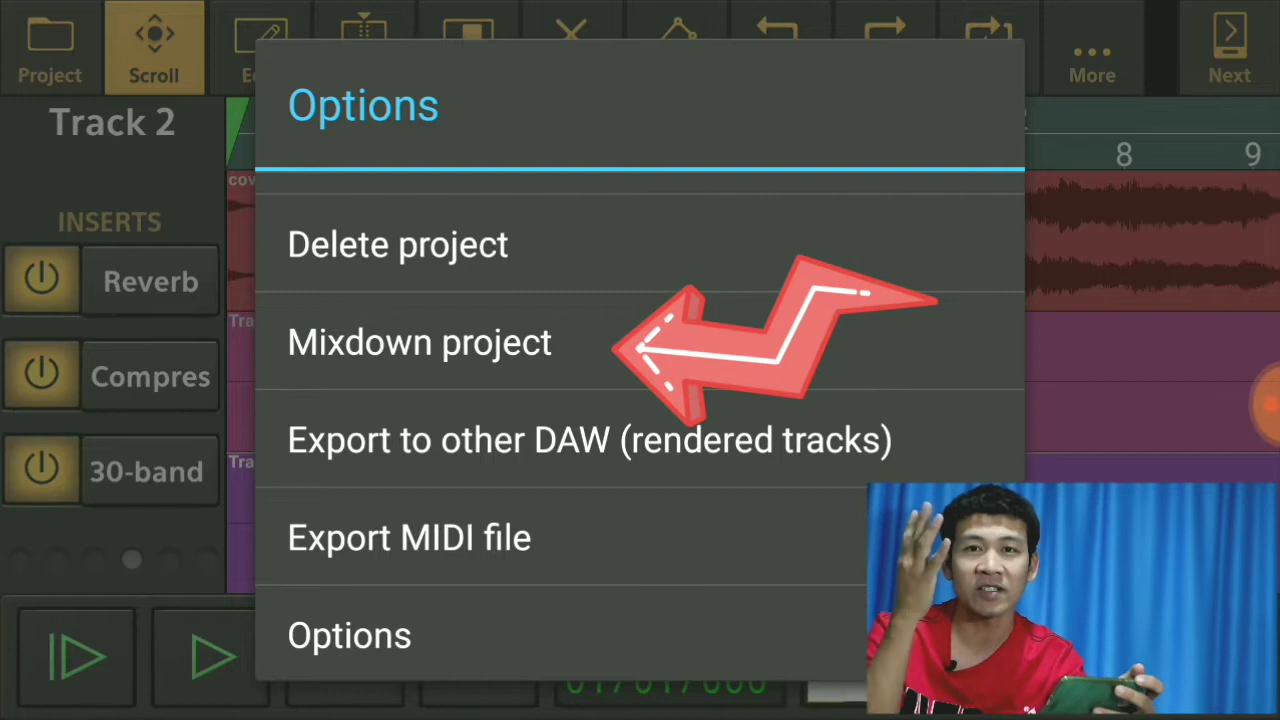 Project
Scroll
More
Next
Track 2
Options
8
9
INSERTS
Reverb
Compres
30-band
Delete project
Mixdown project
Export to other DAW (rendered tracks)
Export MIDI file
Options